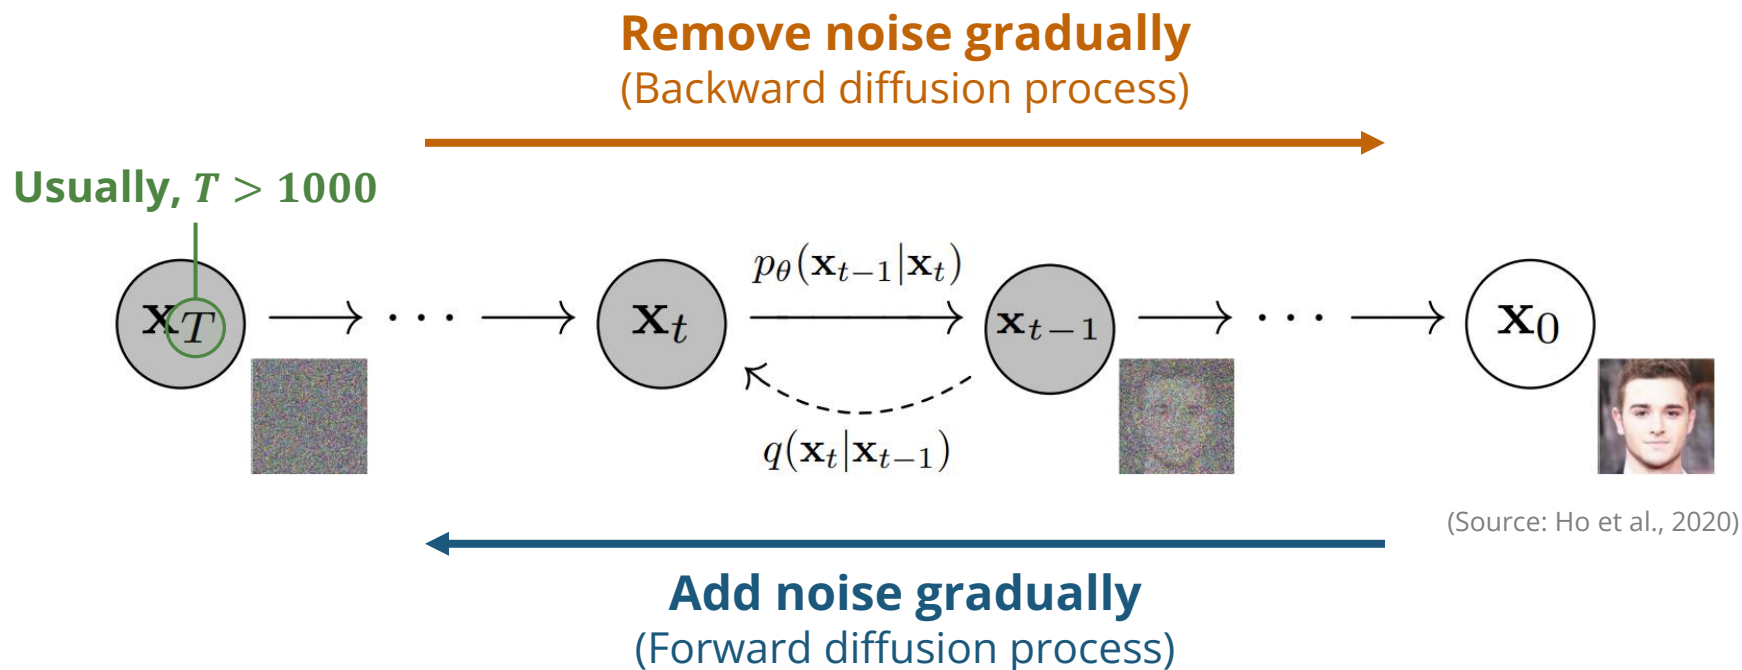 Remove noise gradually
(Backward diffusion process)
Usually, T > 1000
x_T → ··· → x_t p_θ(x_{t−1}|x_t) x_{t−1} → ··· → x_0
q(x_t|x_{t−1})
(Source: Ho et al., 2020)
Add noise gradually
(Forward diffusion process)